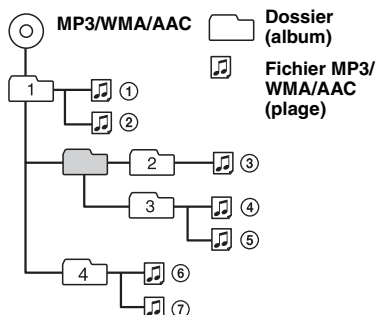 MP3/WMA/AAC
Dossier
(album)
Fichier MP3/
WMA/AAC
(plage)
1
①
②
2
③
3
④
⑤
4
⑥
⑦